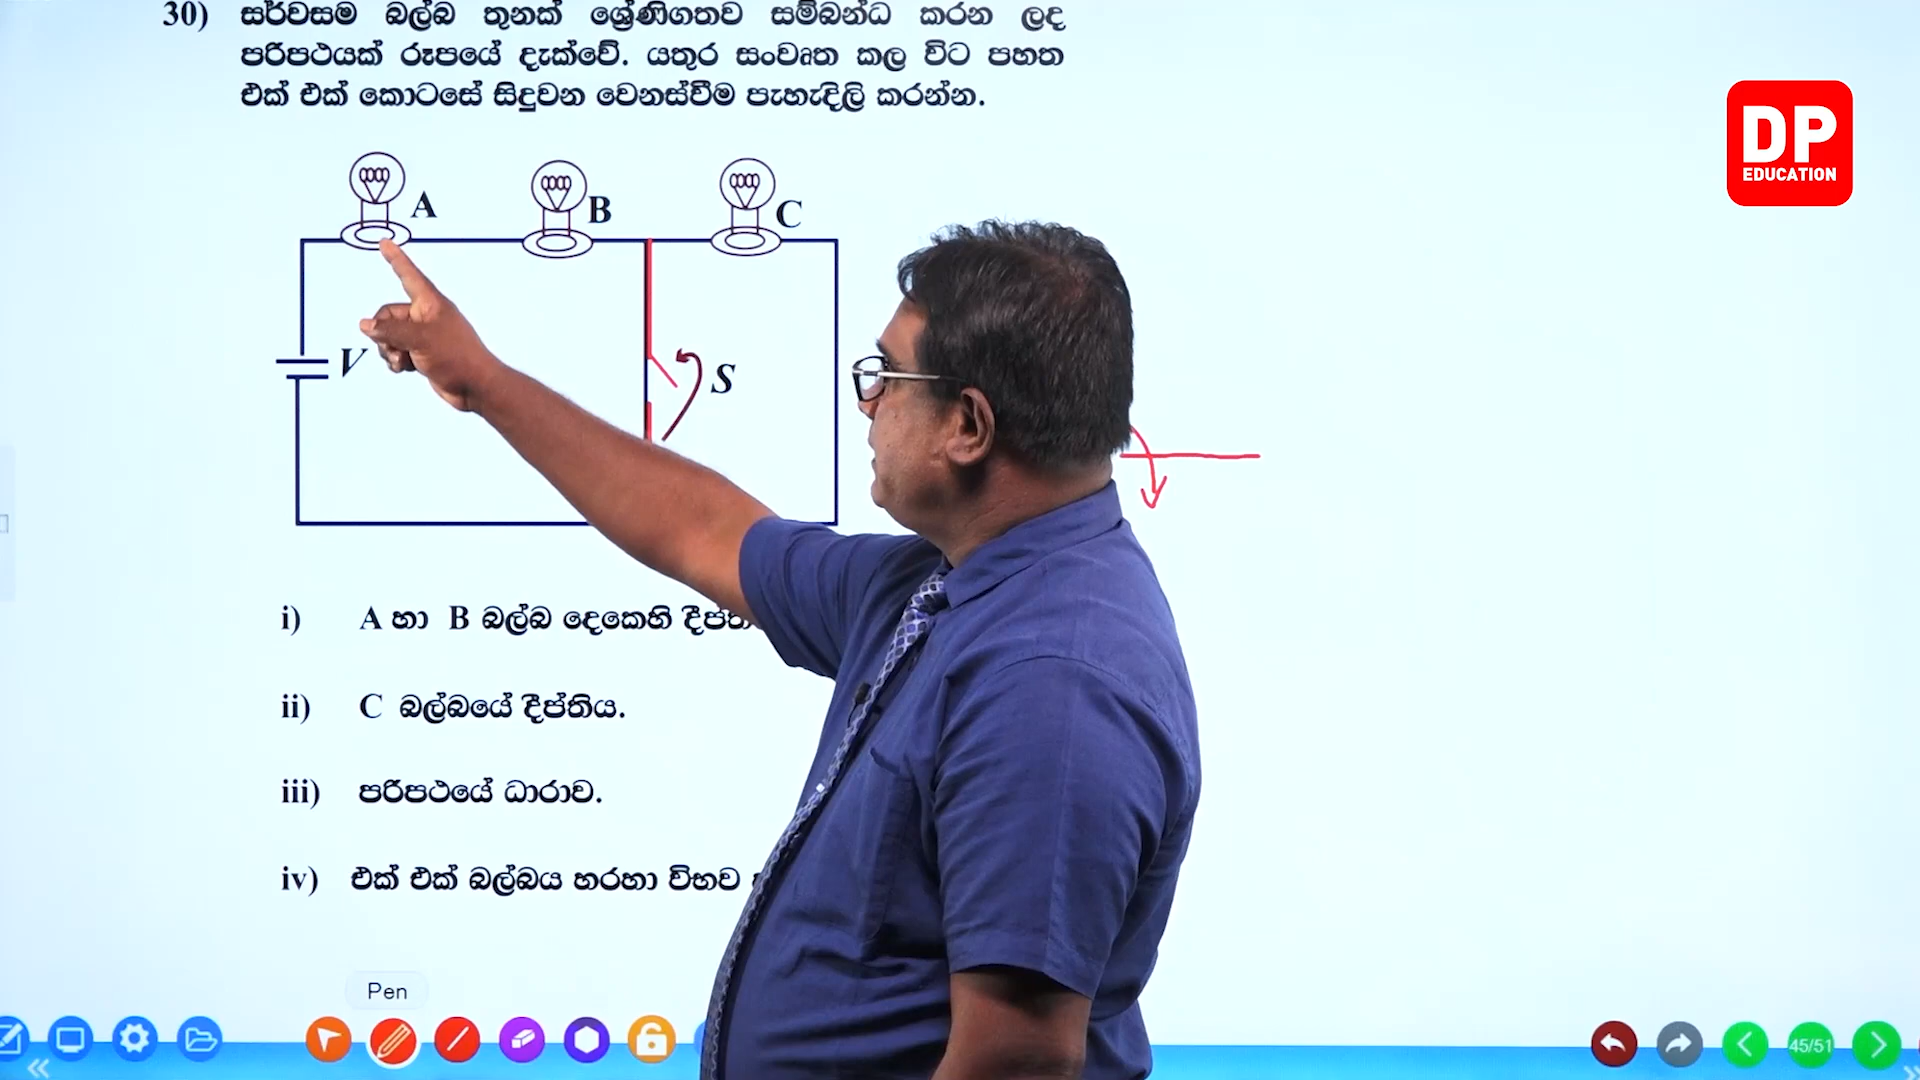 30) සර්වසම බල්බ තුනක් ශ්‍රේණිගතව සම්බන්ධ කරන ලද
පරිපථයක් රූපයේ දැක්වේ. යතුර සංවෘත කල විට පහත
එක් එක් කොටසේ සිදුවන වෙනස්වීම පැහැදිලි කරන්න.
DP
EDUCATION
A
B
C
V
S
i) A හා B බල්බ දෙකෙහි
ii) C බල්බයේ දීප්තිය.
iii) පරිපථයේ ධාරාව.
iv) එක් එක් බල්බය හරහා විභව
Pen
45/51